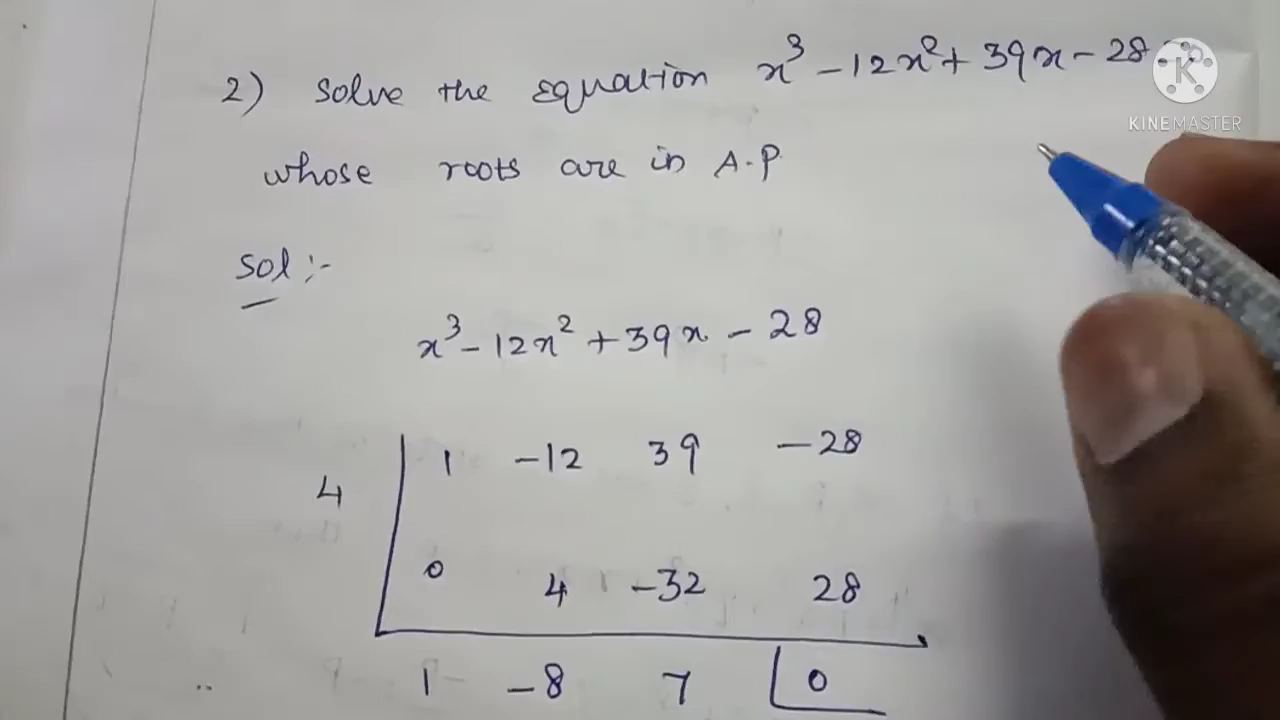 2) Solve the equation x³ - 12x² + 39x - 28
KINEMASTER
whose roots are in A.P
Sol :-
x³ - 12x² + 39x - 28
1 -12 39 -28
4
0 4 -32 28
1 -8 7 0